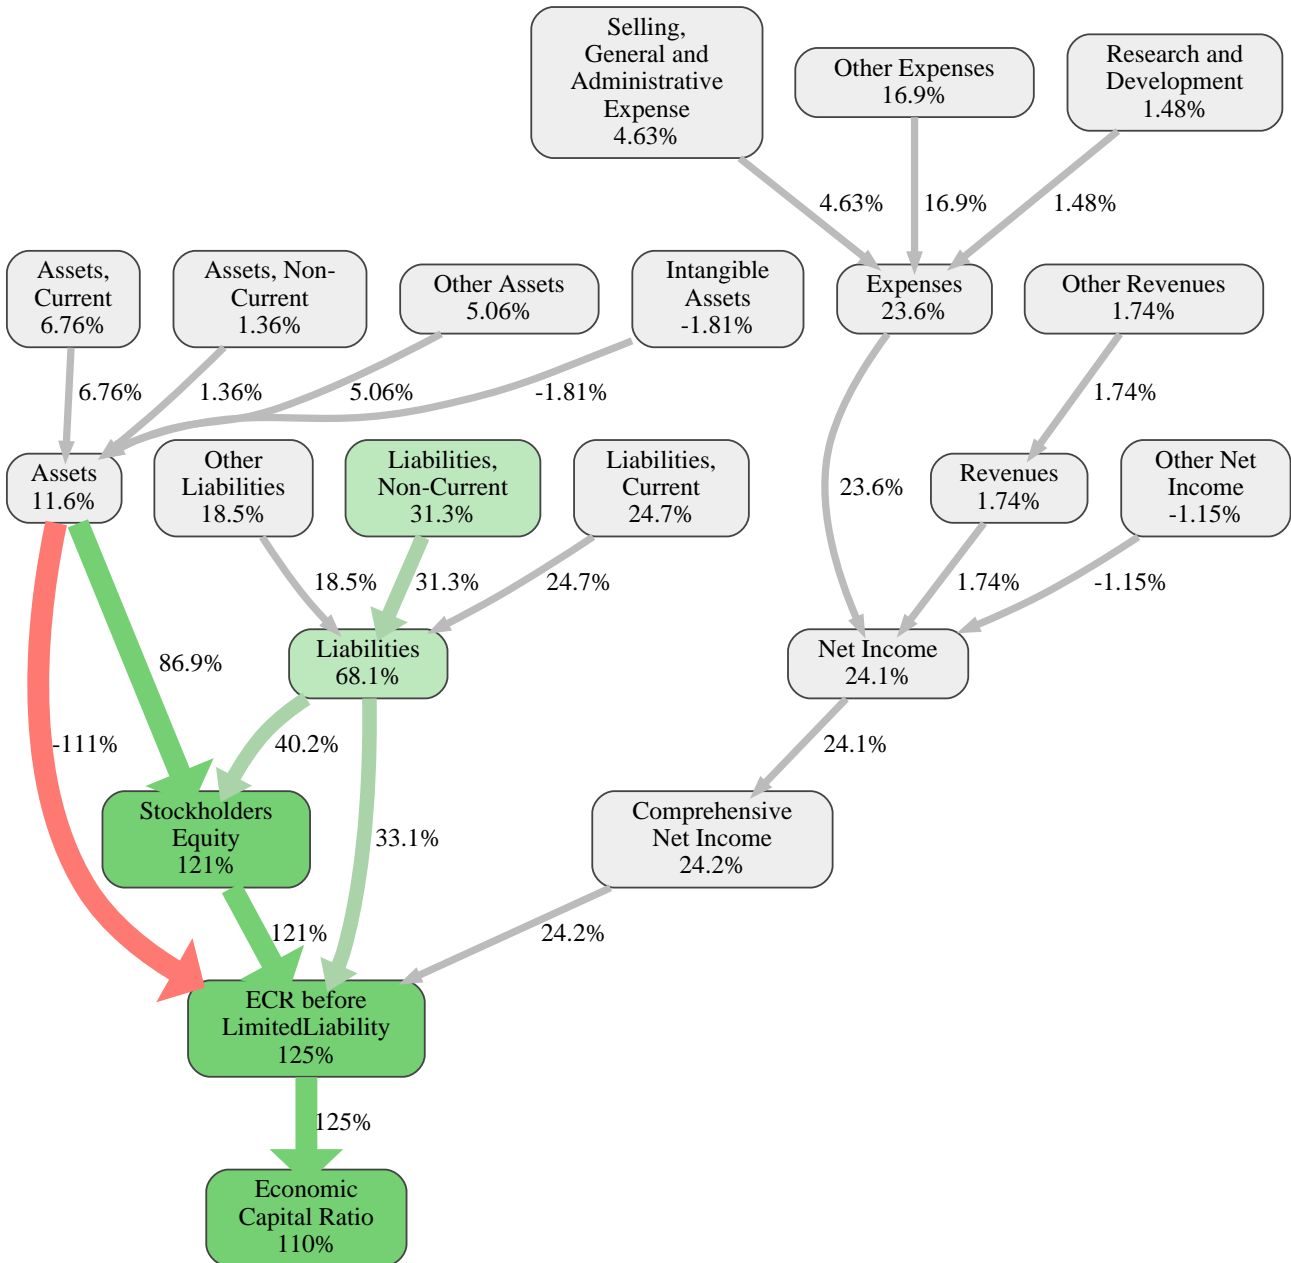 Selling,
General and
Administrative
Expense
4.63%
Other Expenses
16.9%
Research and
Development
1.48%
4.63%
16.9%
1.48%
Assets,
Current
6.76%
Assets, Non-
Current
1.36%
Other Assets
5.06%
Intangible
Assets
-1.81%
Expenses
23.6%
Other Revenues
1.74%
6.76%
1.36%
5.06%
-1.81%
1.74%
Assets
11.6%
Other
Liabilities
18.5%
Liabilities,
Non-Current
31.3%
Liabilities,
Current
24.7%
23.6%
Revenues
1.74%
Other Net
Income
-1.15%
18.5%
31.3%
24.7%
1.74%
-1.15%
86.9%
Liabilities
68.1%
Net Income
24.1%
-111%
40.2%
24.1%
Stockholders
Equity
121%
33.1%
Comprehensive
Net Income
24.2%
121%
24.2%
ECR before
LimitedLiability
125%
125%
Economic
Capital Ratio
110%